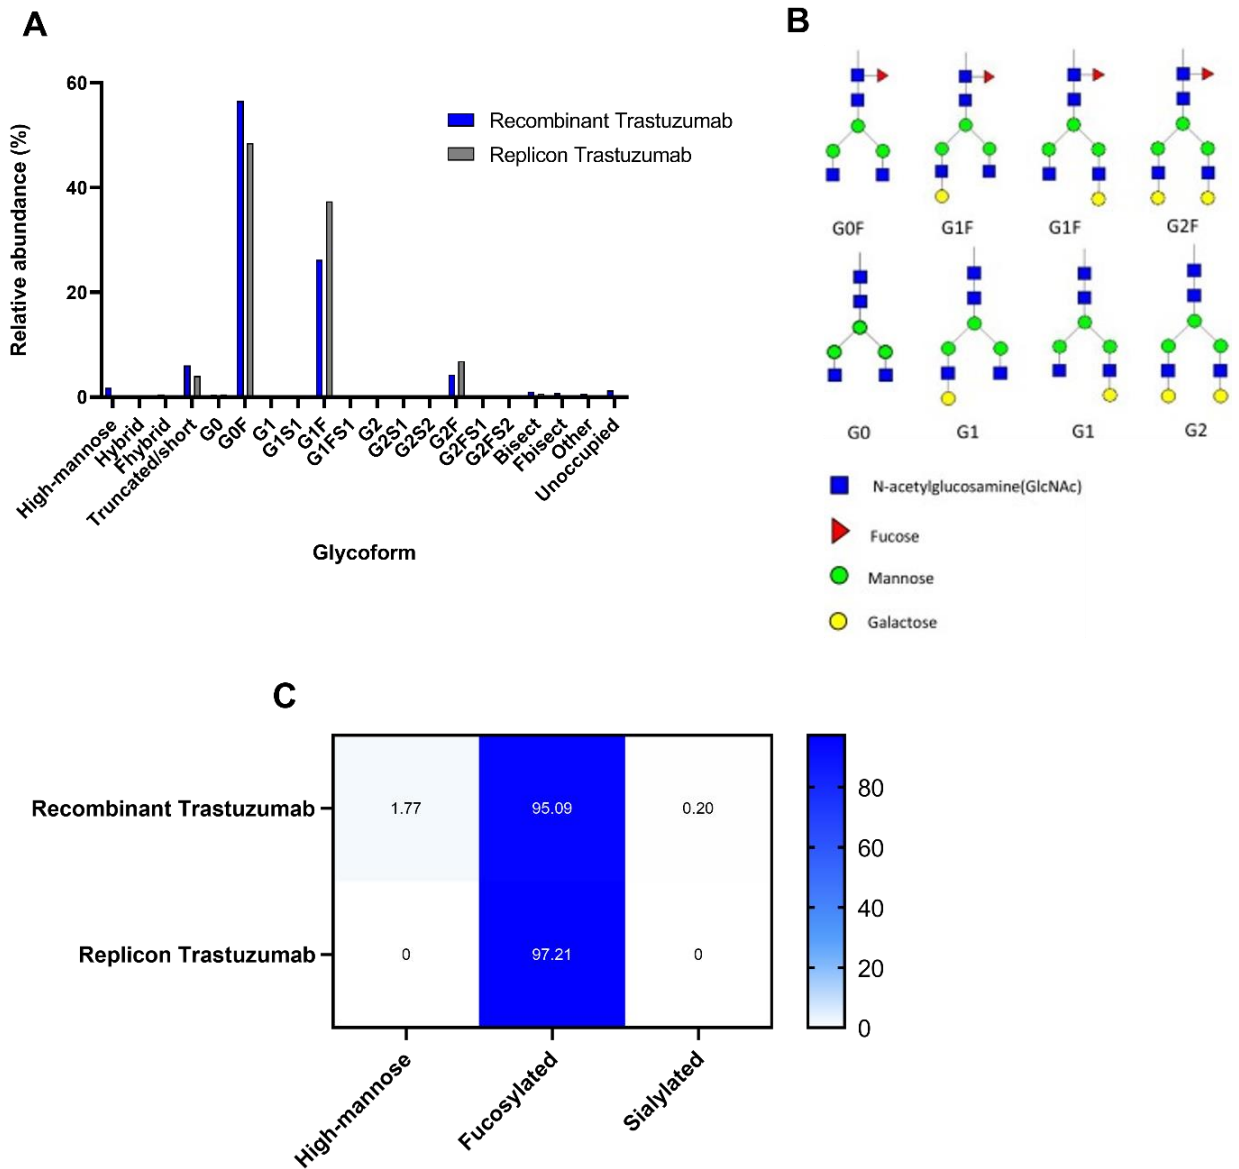 A
60
40
20
0
Relative abundance (%)
Recombinant Trastuzumab
Replicon Trastuzumab
High-mannose
Hybrid
Fhybrid
Truncated/short
G0
G0F
G1
G1S1
G1F
G1FS1
G2
G2S1
G2S2
G2F
G2FS1
G2FS2
Bisect
Fbisect
Other
Unoccupied
Glycoform
B
G0F
G1F
G1F
G2F
G0
G1
G1
G2
N-acetylglucosamine(GlcNAc)
Fucose
Mannose
Galactose
C
Recombinant Trastuzumab
1.77
95.09
0.20
Replicon Trastuzumab
0
97.21
0
High-mannose
Fucosylated
Sialylated
80
60
40
20
0